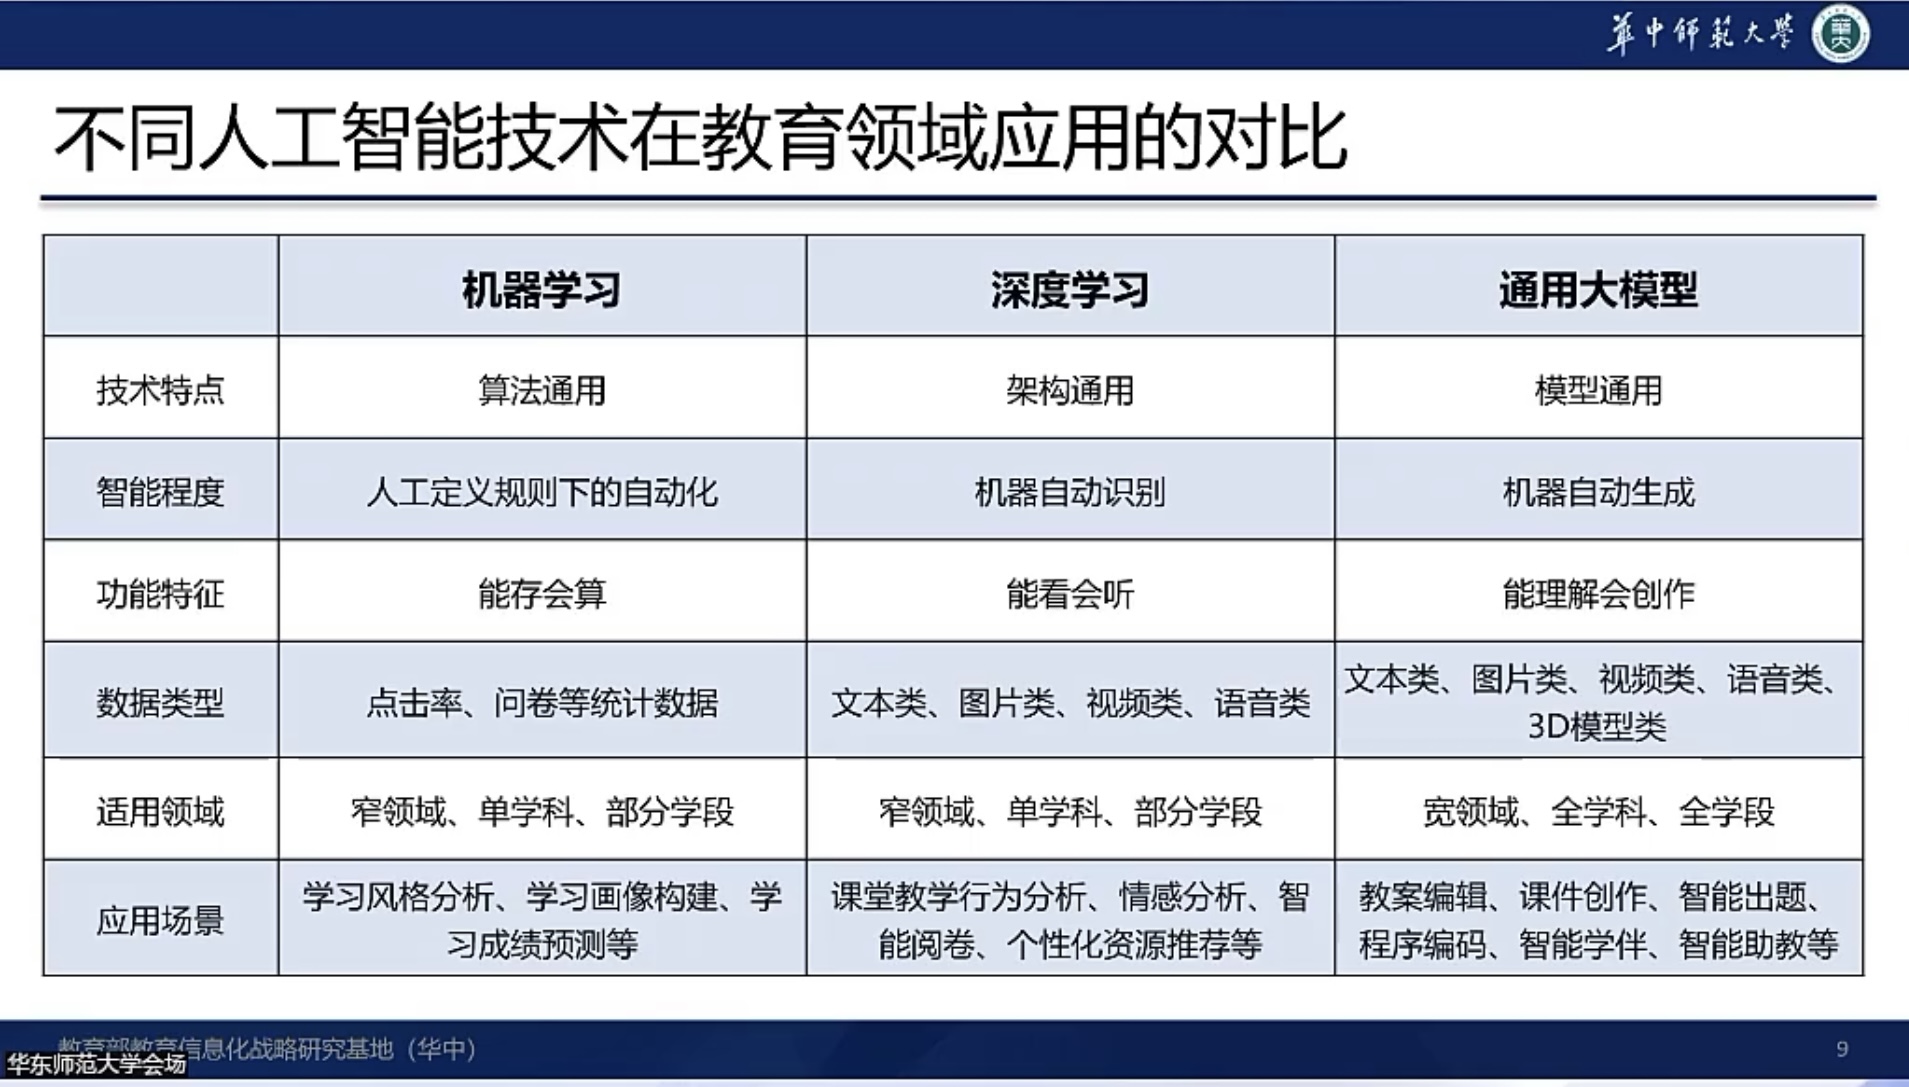 華中师範大学
不同人工智能技术在教育领域应用的对比
机器学习 深度学习 通用大模型
技术特点 算法通用 架构通用 模型通用
智能程度 人工定义规则下的自动化 机器自动识别 机器自动生成
功能特征 能存会算 能看会听 能理解会创作
数据类型 点击率、问卷等统计数据 文本类、图片类、视频类、语音类 文本类、图片类、视频类、语音类、
3D模型类
适用领域 窄领域、单学科、部分学段 窄领域、单学科、部分学段 宽领域、全学科、全学段
应用场景 学习风格分析、学习画像构建、学 课堂教学行为分析、情感分析、智 教案编辑、课件创作、智能出题、
习成绩预测等 能阅卷、个性化资源推荐等 程序编码、智能学伴、智能助教等
教育部教育信息化战略研究基地（华中） 9
华东师范大学会场